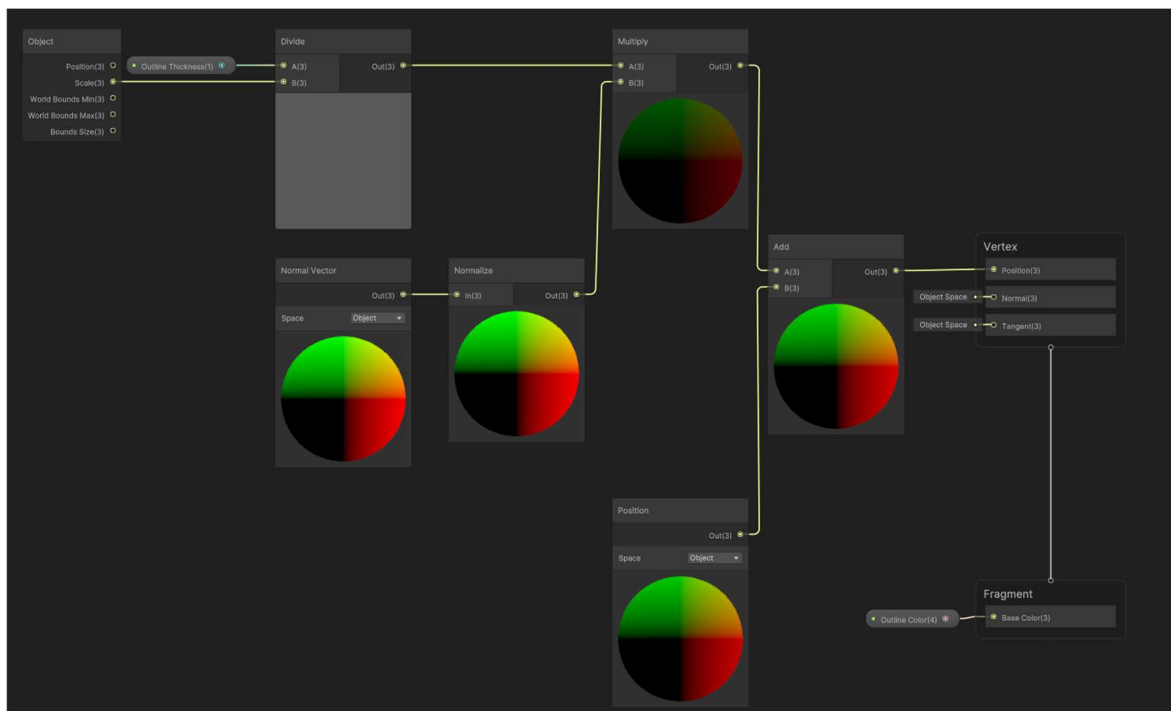 Object
Position(3)
Scale(3)
World Bounds Min(3)
World Bounds Max(3)
Bounds Size(3)
Outline Thickness(1)
Divide
A(3) Out(3)
B(3)
Multiply
A(3) Out(3)
B(3)
Normal Vector
Out(3)
Space Object
Normalize
In(3) Out(3)
Add
A(3) Out(3)
B(3)
Vertex
Position(3)
Object Space Normal(3)
Object Space Tangent(3)
Position
Out(3)
Space Object
Fragment
Outline Color(4) Base Color(3)